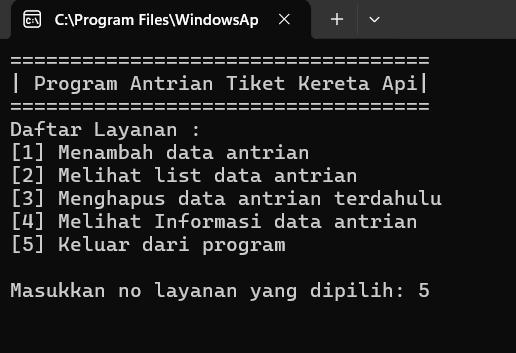 C:\Program Files\WindowsAp
===================================
| Program Antrian Tiket Kereta Api|
===================================
Daftar Layanan :
[1] Menambah data antrian
[2] Melihat list data antrian
[3] Menghapus data antrian terdahulu
[4] Melihat Informasi data antrian
[5] Keluar dari program
Masukkan no layanan yang dipilih: 5